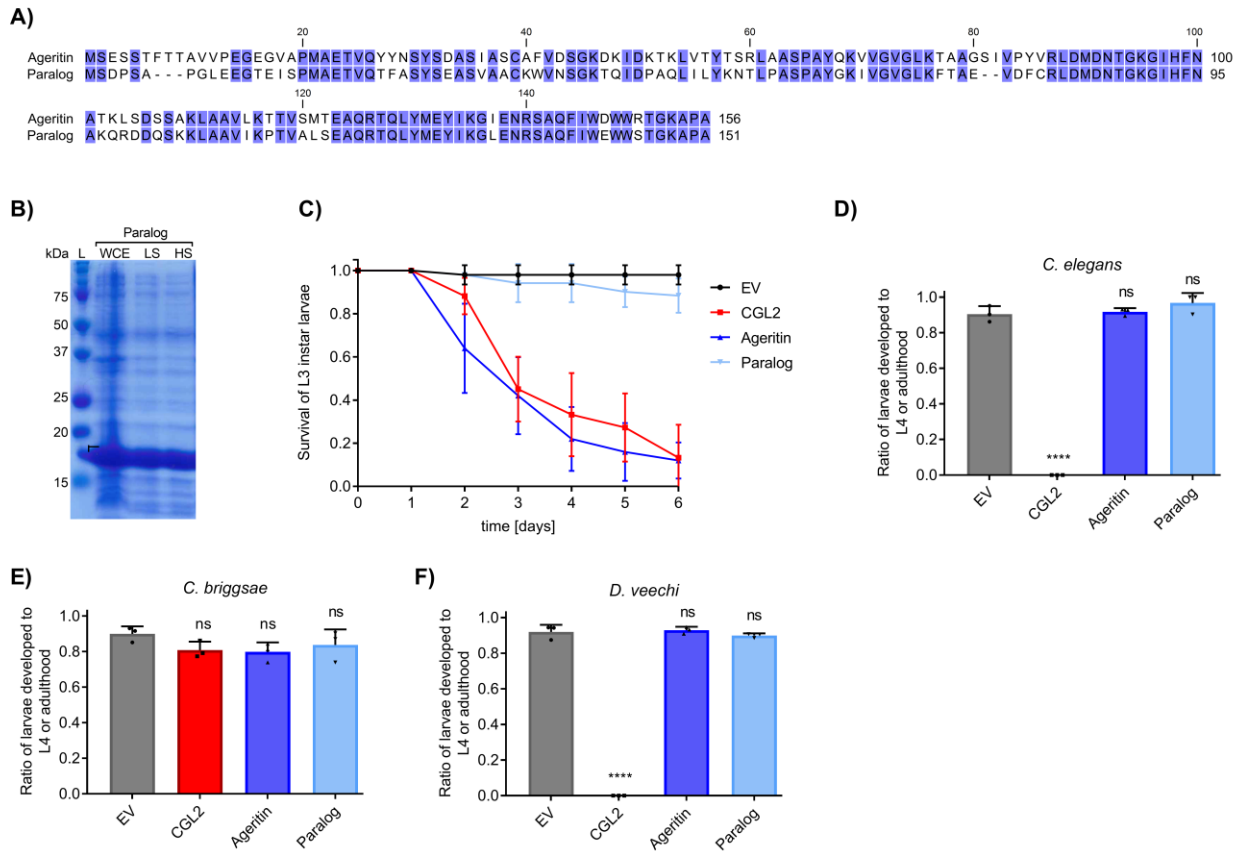 A)
20 40 60 80 100
Ageritin MSESSTFTTAVVPEGEGVAPMAETVQYYNSYSDASIASCAFVDSGKDKIDKTKLVTYTSRLAASPAYQKVVGVGLKTAAGSIVPYVRLDMDNTGKGIHFN 100
Paralog MSDPSA---PGLEEGTEISPMAETVQTFASYSEASVAACKWVNSGKTQIDPAQLILYKNTLPASPAYGKIVGVGLKFTAE--VDFCRLDMDNTGKGIHFN 95
120 140
Ageritin ATKLSDSSAKLAAVLKTTVSMTEAQRTQLYMEYIKGIENRSAQFIWDWWRTGKAPA 156
Paralog AKQRDDQSKKLAAVIKPTVALSEAQRTQLYMEYIKGLENRSAQFIWEWWSTGKAPA 151
B)
Paralog
kDa L WCE LS HS
75
50
37
25
20
15
C)
Survival of L3 instar larvae
1.0
0.8
0.6
0.4
0.2
0.0
0 1 2 3 4 5 6
time [days]
EV
CGL2
Ageritin
Paralog
D)
C. elegans
Ratio of larvae developed to
L4 or adulthood
1.0
0.8
0.6
0.4
0.2
0.0
**** ns ns
EV CGL2 Ageritin Paralog
E)
C. briggsae
Ratio of larvae developed to
L4 or adulthood
1.0
0.8
0.6
0.4
0.2
0.0
ns ns ns
EV CGL2 Ageritin Paralog
F)
D. veechi
Ratio of larvae developed to
L4 or adulthood
1.0
0.8
0.6
0.4
0.2
0.0
**** ns ns
EV CGL2 Ageritin Paralog